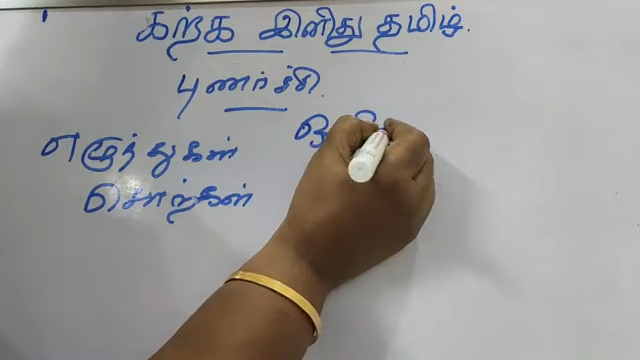 கற்க இனிது தமிழ்.
புணர்ச்சி.
எழுத்துகள்
சொற்கள்